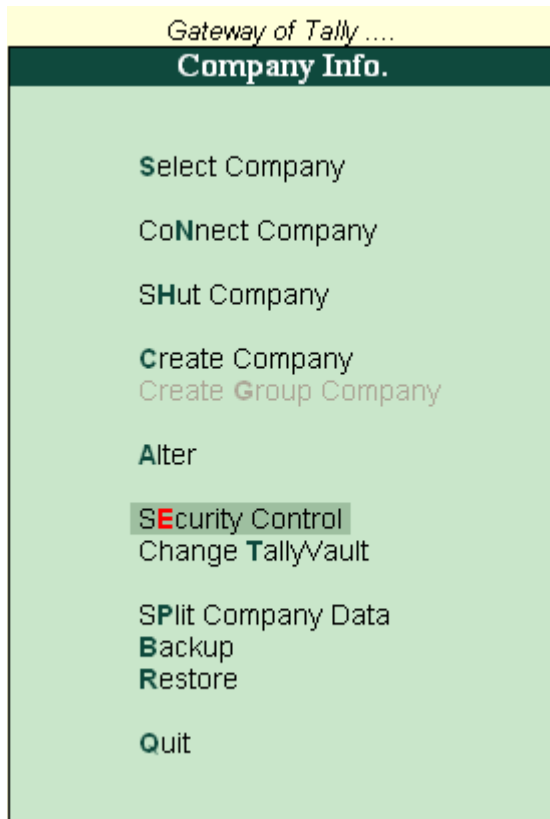 Gateway of Tally ....
Company Info.
Select Company
CoNnect Company
SHut Company
Create Company
Create Group Company
Alter
SEcurity Control
Change TallyVault
SPlit Company Data
Backup
Restore
Quit